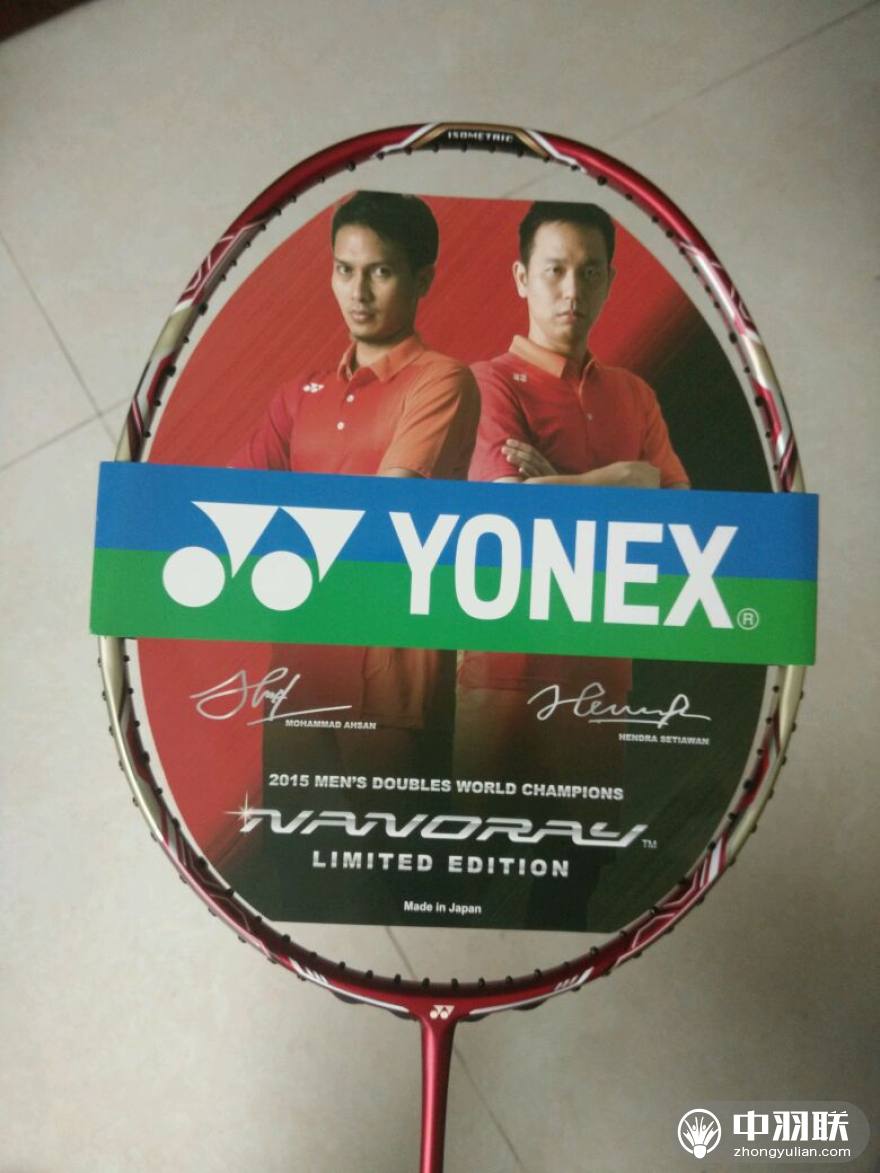 ISOMETRIC
YONEX®
MOHAMMAD AHSAN
HENDRA SETIAWAN
2015 MEN'S DOUBLES WORLD CHAMPIONS
NANORAY™
LIMITED EDITION
Made in Japan
中羽联
zhongyulian.com